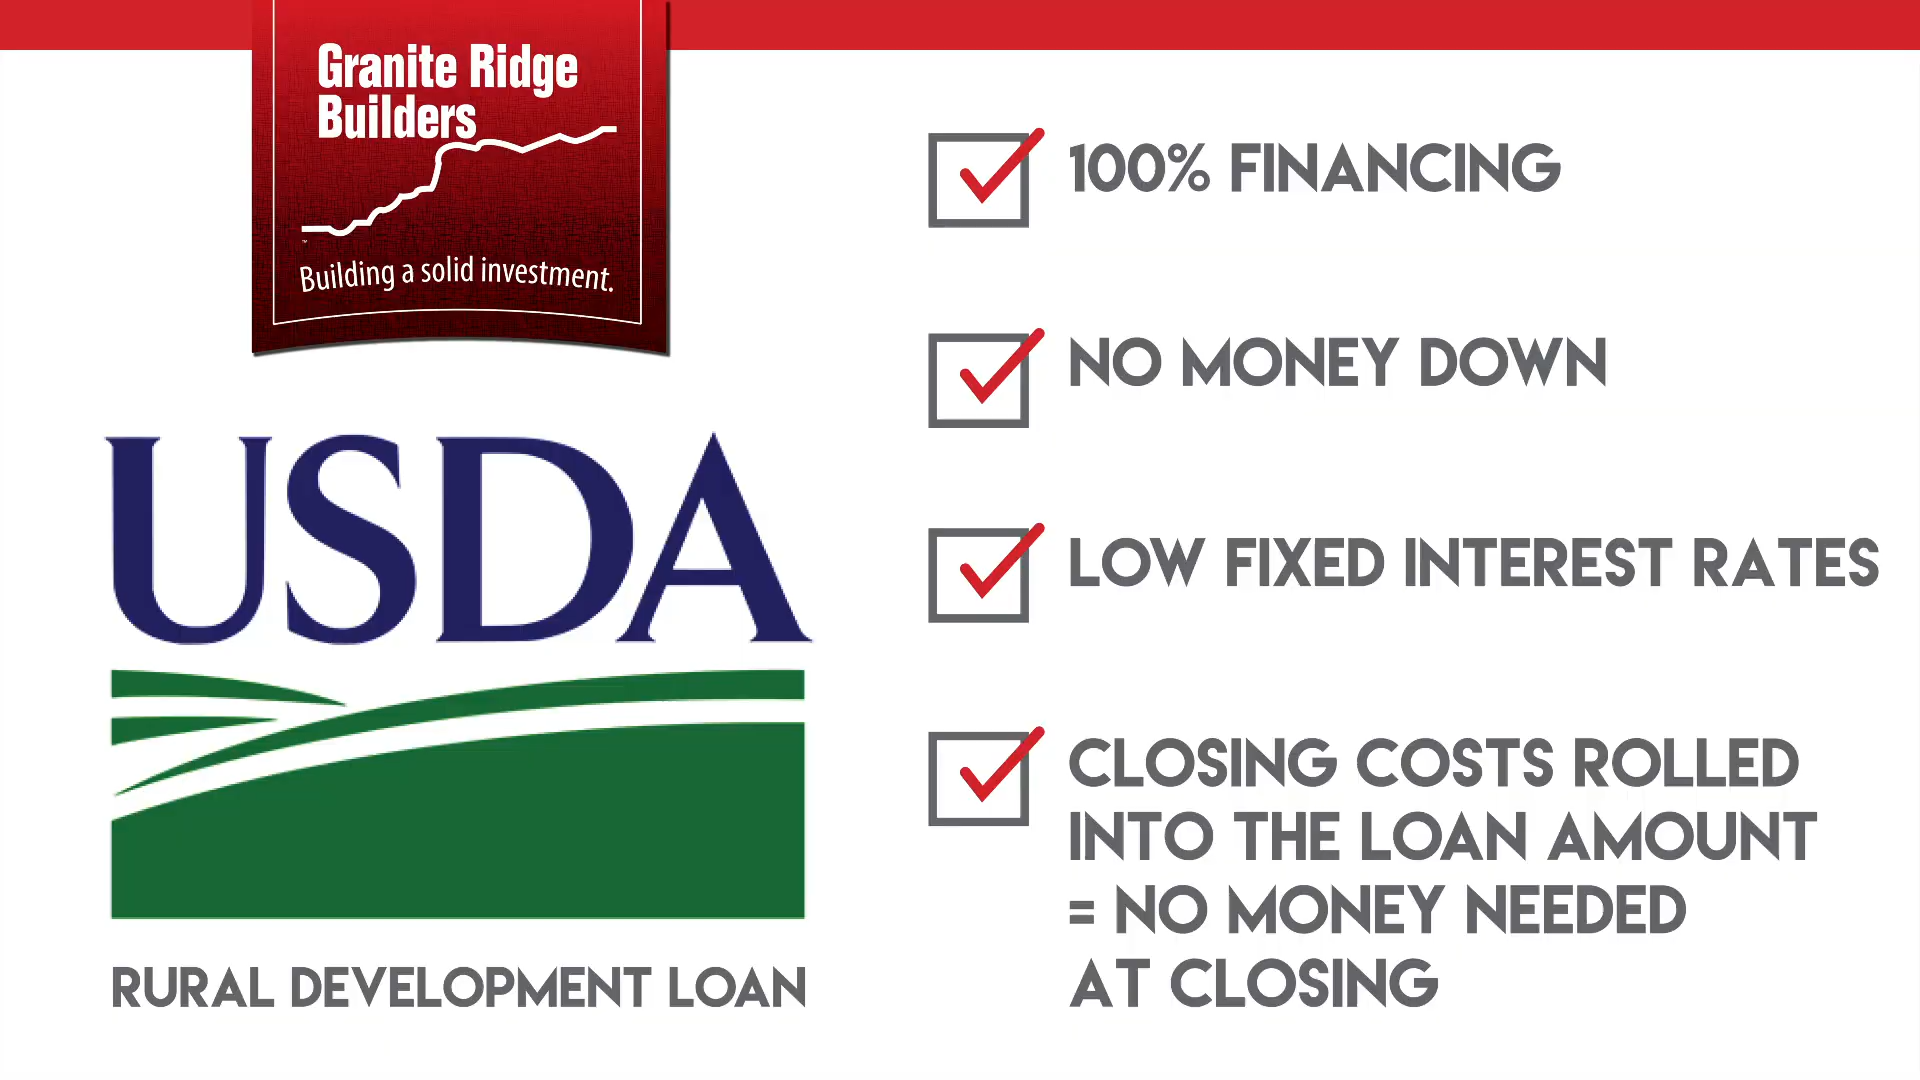 Granite Ridge
Builders
Building a solid investment.
USDA
RURAL DEVELOPMENT LOAN
100% FINANCING
NO MONEY DOWN
LOW FIXED INTEREST RATES
CLOSING COSTS ROLLED
INTO THE LOAN AMOUNT
= NO MONEY NEEDED
AT CLOSING